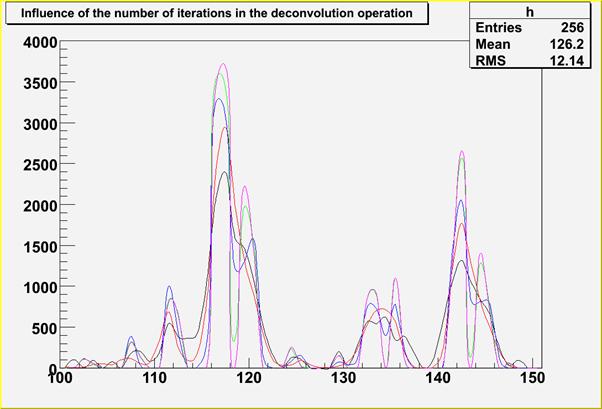 Influence of the number of iterations in the deconvolution operation
h
Entries 256
Mean 126.2
RMS 12.14
4000
3500
3000
2500
2000
1500
1000
500
0
100 110 120 130 140 150